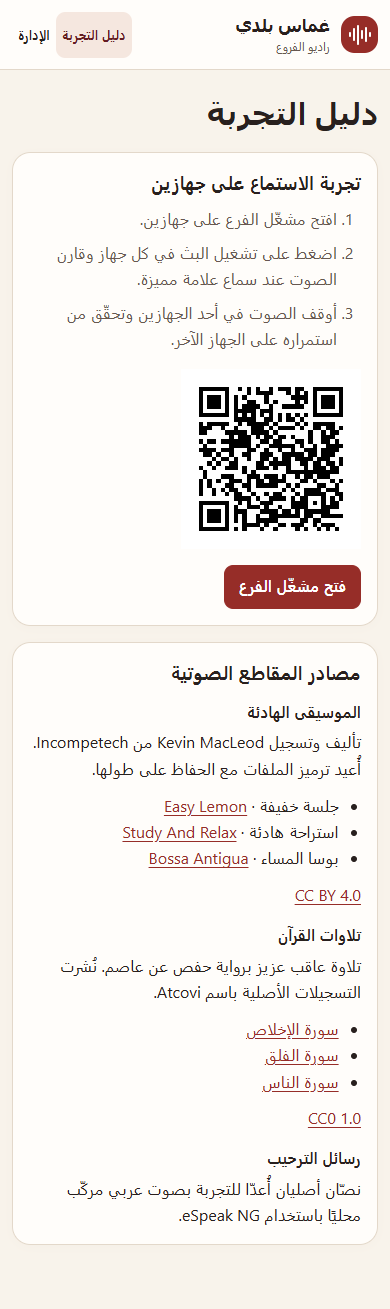 غماس بلدي
راديو الفروع
دليل التجربة
الإدارة
دليل التجربة
تجربة الاستماع على جهازين
1. افتح مشغّل الفرع على جهازين.
2. اضغط على تشغيل البث في كل جهاز وقارن
الصوت عند سماع علامة مميزة.
3. أوقف الصوت في أحد الجهازين وتحقّق من
استمراره على الجهاز الآخر.
فتح مشغّل الفرع
مصادر المقاطع الصوتية
الموسيقى الهادئة
تأليف وتسجيل Kevin MacLeod من Incompetech.
أُعيد ترميز الملفات مع الحفاظ على طولها.
• جلسة خفيفة · Easy Lemon
• استراحة هادئة · Study And Relax
• بوسا المساء · Bossa Antigua
CC BY 4.0
تلاوات القرآن
تلاوة عاقب عزيز برواية حفص عن عاصم. نُشرت
التسجيلات الأصلية باسم Atcovi.
• سورة الإخلاص
• سورة الفلق
• سورة الناس
CC0 1.0
رسائل الترحيب
نصّان أصليان أُعدّا للتجربة بصوت عربي مركّب
محليًا باستخدام eSpeak NG.